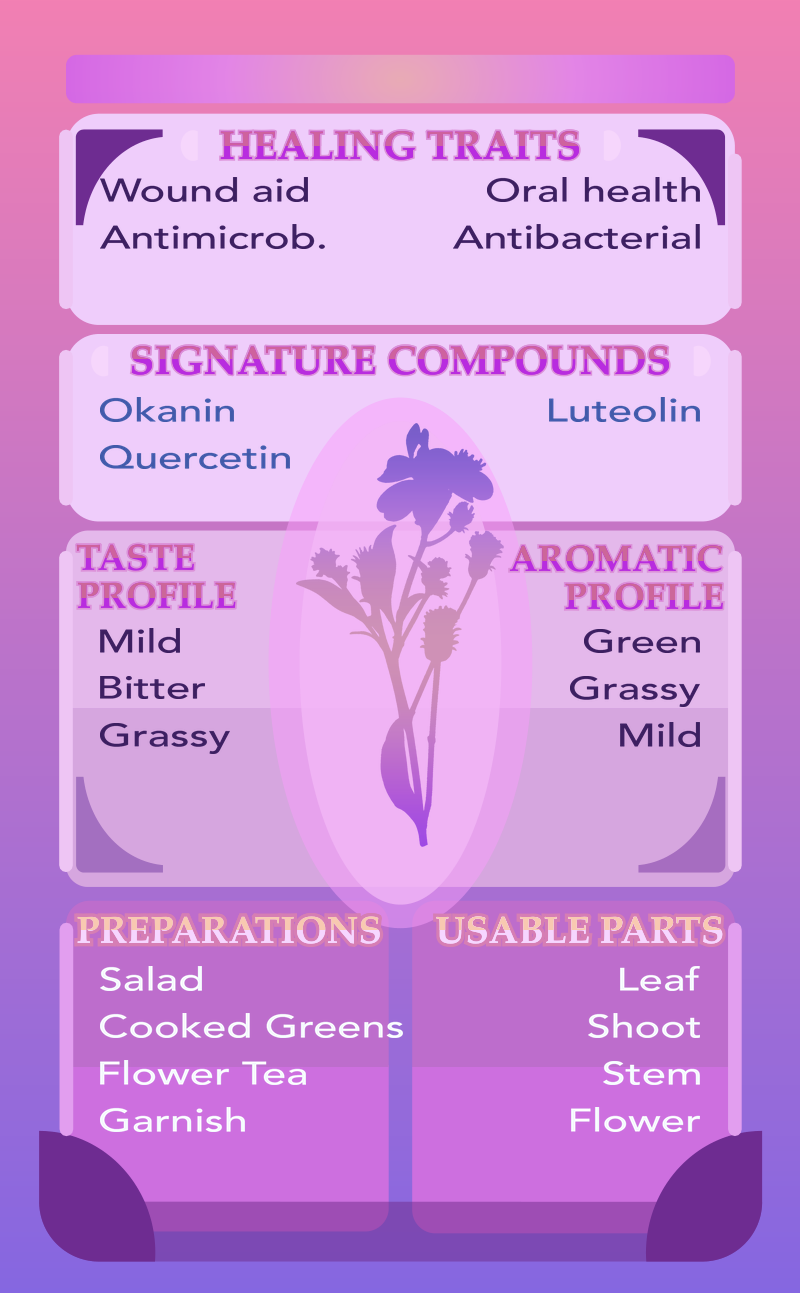 HEALING TRAITS
Wound aid
Oral health
Antimicrob.
Antibacterial
SIGNATURE COMPOUNDS
Okanin
Luteolin
Quercetin
TASTE
PROFILE
Mild
Bitter
Grassy
AROMATIC
PROFILE
Green
Grassy
Mild
PREPARATIONS
Salad
Cooked Greens
Flower Tea
Garnish
USABLE PARTS
Leaf
Shoot
Stem
Flower